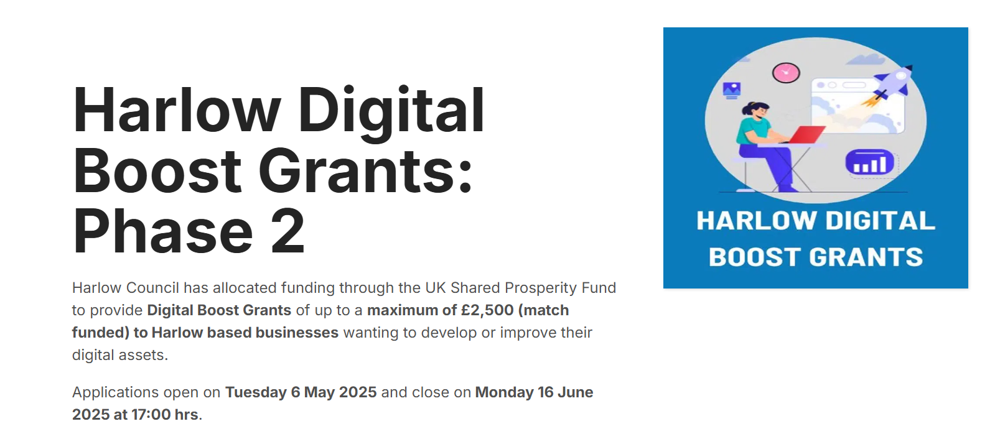 Harlow Digital
Boost Grants:
Phase 2
Harlow Council has allocated funding through the UK Shared Prosperity Fund
to provide Digital Boost Grants of up to a maximum of £2,500 (match
funded) to Harlow based businesses wanting to develop or improve their
digital assets.
Applications open on Tuesday 6 May 2025 and close on Monday 16 June
2025 at 17:00 hrs.
HARLOW DIGITAL
BOOST GRANTS